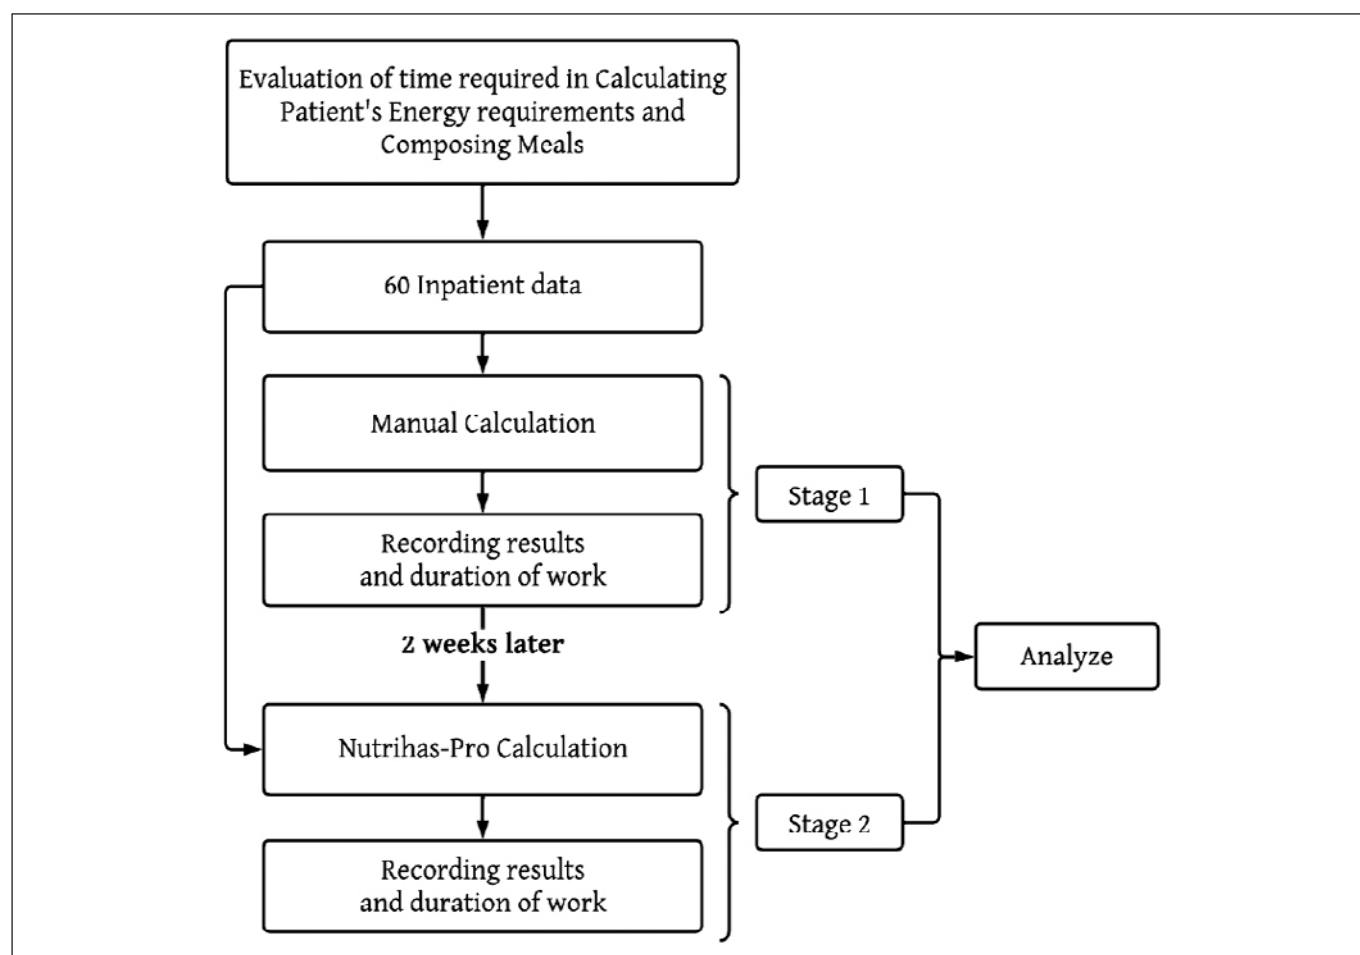 Evaluation of time required in Calculating
Patient's Energy requirements and
Composing Meals
60 Inpatient data
Manual Calculation
Recording results
and duration of work
Stage 1
2 weeks later
Analyze
Nutrihas-Pro Calculation
Recording results
and duration of work
Stage 2